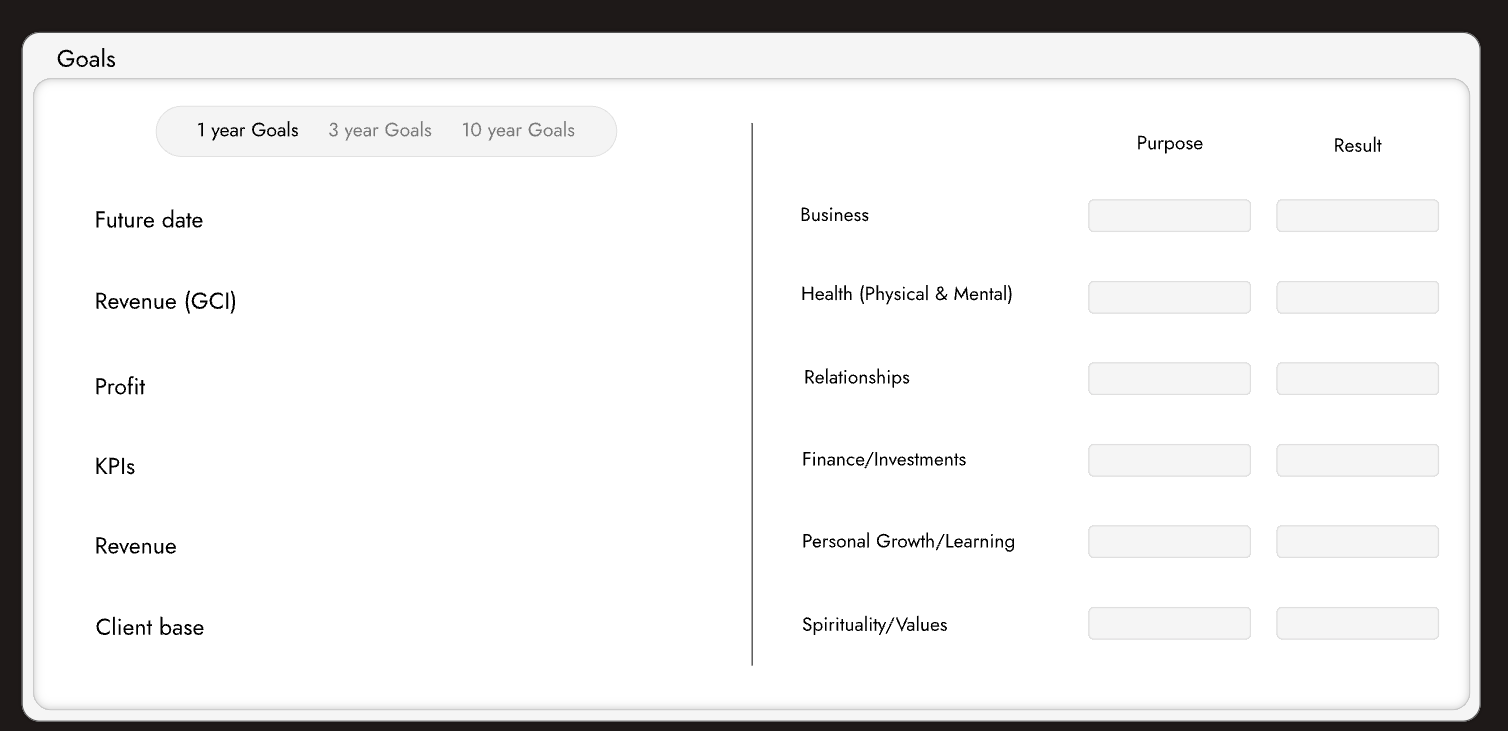 Goals
1 year Goals 3 year Goals 10 year Goals
Future date
Revenue (GCI)
Profit
KPIs
Revenue
Client base
Purpose Result
Business
Health (Physical & Mental)
Relationships
Finance/Investments
Personal Growth/Learning
Spirituality/Values